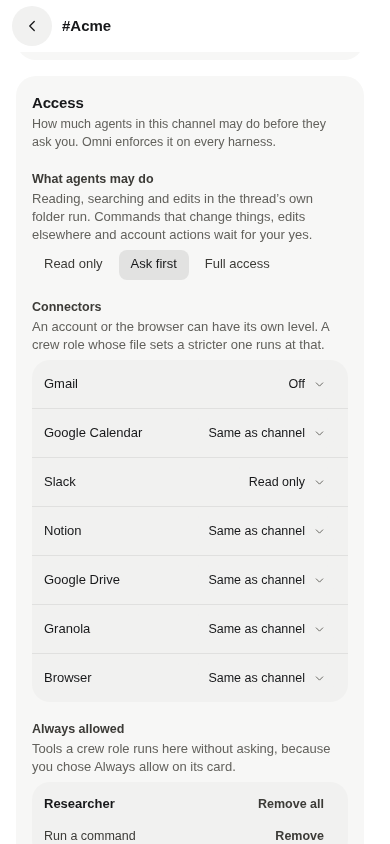 #Acme
Access
How much agents in this channel may do before they
ask you. Omni enforces it on every harness.
What agents may do
Reading, searching and edits in the thread’s own
folder run. Commands that change things, edits
elsewhere and account actions wait for your yes.
Read only Ask first Full access
Connectors
An account or the browser can have its own level. A
crew role whose file sets a stricter one runs at that.
Gmail Off
Google Calendar Same as channel
Slack Read only
Notion Same as channel
Google Drive Same as channel
Granola Same as channel
Browser Same as channel
Always allowed
Tools a crew role runs here without asking, because
you chose Always allow on its card.
Researcher Remove all
Run a command Remove